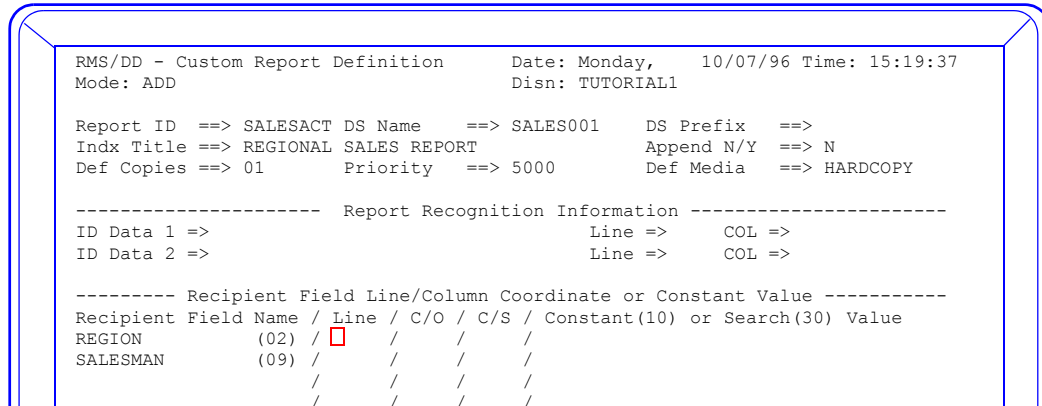 RMS/DD - Custom Report Definition Date: Monday, 10/07/96 Time: 15:19:37
Mode: ADD Disn: TUTORIAL1
Report ID ==> SALESACT DS Name ==> SALES001 DS Prefix ==>
Indx Title ==> REGIONAL SALES REPORT Append N/Y ==> N
Def Copies ==> 01 Priority ==> 5000 Def Media ==> HARDCOPY
---------------------- Report Recognition Information -----------------------
ID Data 1 => Line => COL =>
ID Data 2 => Line => COL =>
--------- Recipient Field Line/Column Coordinate or Constant Value -----------
Recipient Field Name / Line / C/O / C/S / Constant(10) or Search(30) Value
REGION (02) / / / /
SALESMAN (09) / / / /
/ / / /
/ / / /